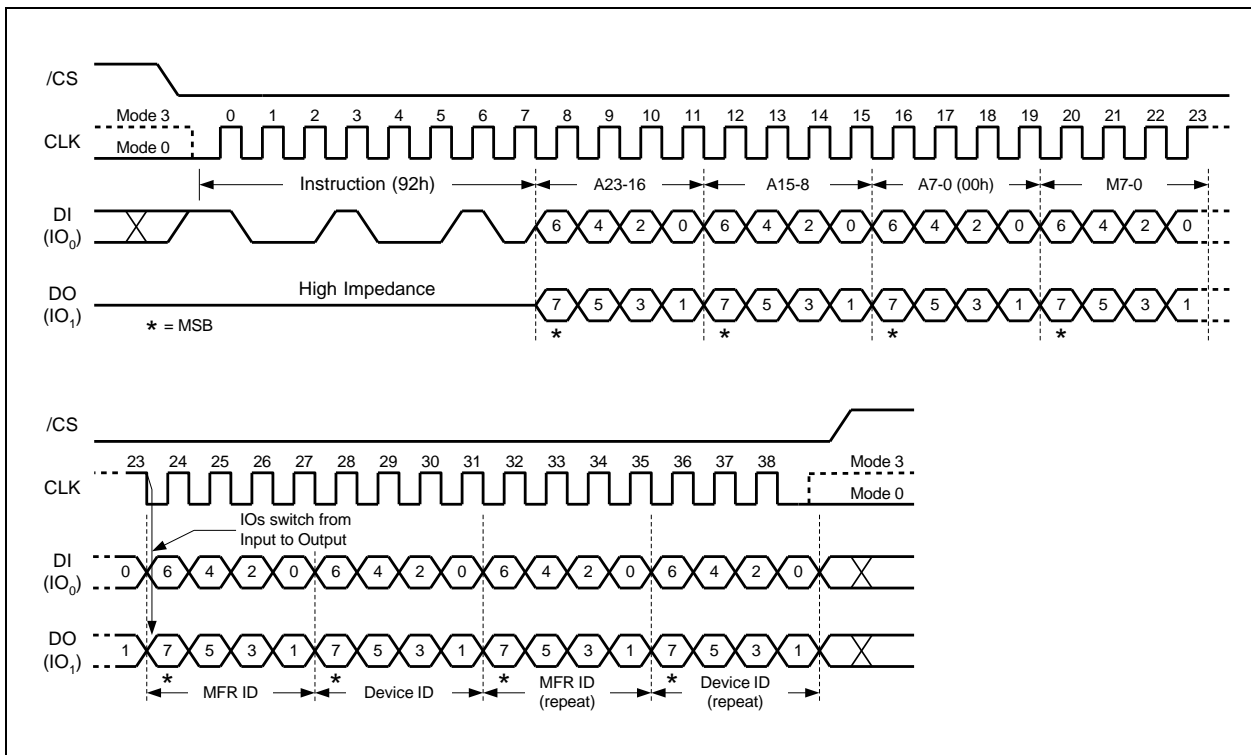 /CS
Mode 3
0 1 2 3 4 5 6 7 8 9 10 11 12 13 14 15 16 17 18 19 20 21 22 23
CLK
Mode 0
Instruction (92h) A23-16 A15-8 A7-0 (00h) M7-0
DI
(IO0)
6 4 2 0 6 4 2 0 6 4 2 0 6 4 2 0
High Impedance
DO
(IO1)
7 5 3 1 7 5 3 1 7 5 3 1 7 5 3 1
* = MSB
* * * *
/CS
23 24 25 26 27 28 29 30 31 32 33 34 35 36 37 38
Mode 3
CLK
Mode 0
IOs switch from
Input to Output
DI
(IO0)
0 6 4 2 0 6 4 2 0 6 4 2 0 6 4 2 0
DO
(IO1)
1 7 5 3 1 7 5 3 1 7 5 3 1 7 5 3 1
* * * *
MFR ID Device ID MFR ID
(repeat)
Device ID
(repeat)